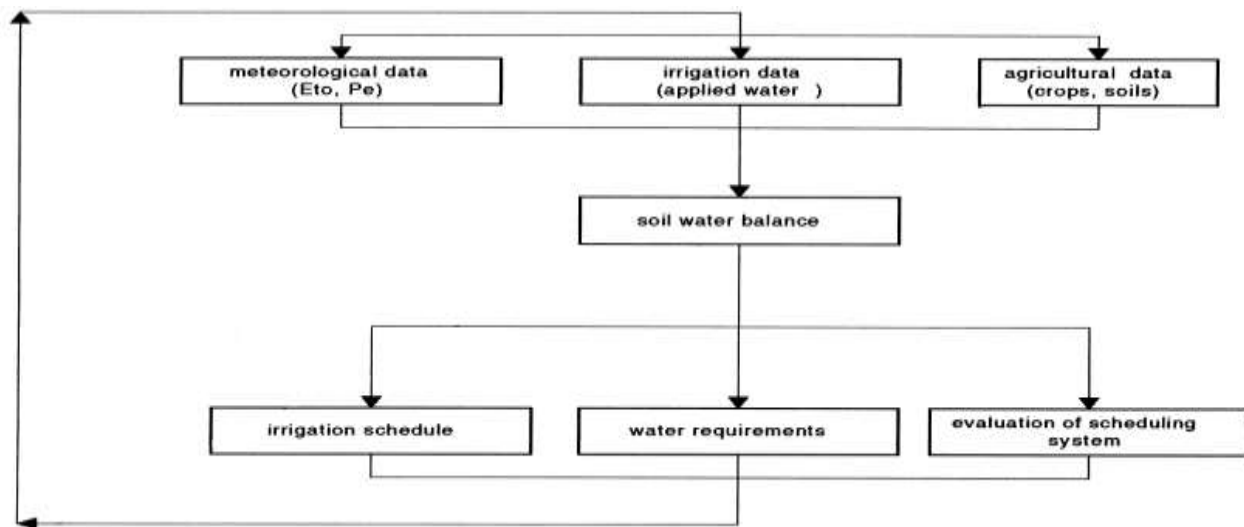 meteorological data
(Eto, Pe)
irrigation data
(applied water )
agricultural data
(crops, soils)
soil water balance
irrigation schedule
water requirements
evaluation of scheduling
system